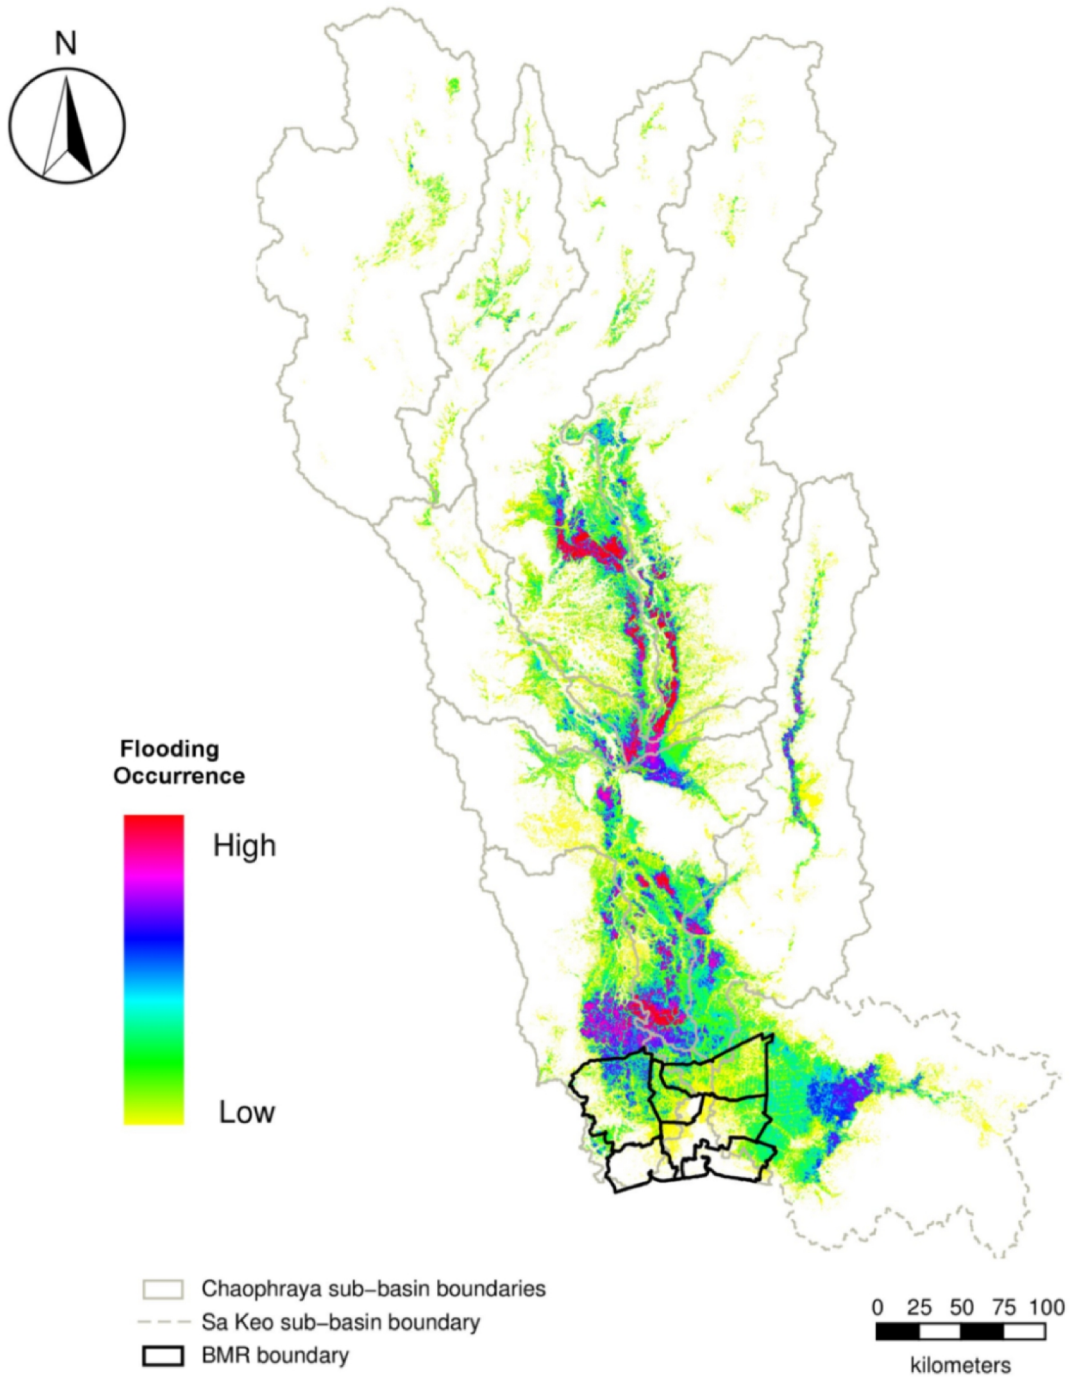 N
Flooding
Occurrence
High
Low
Chaophraya sub-basin boundaries
Sa Keo sub-basin boundary
BMR boundary
0 25 50 75 100
kilometers